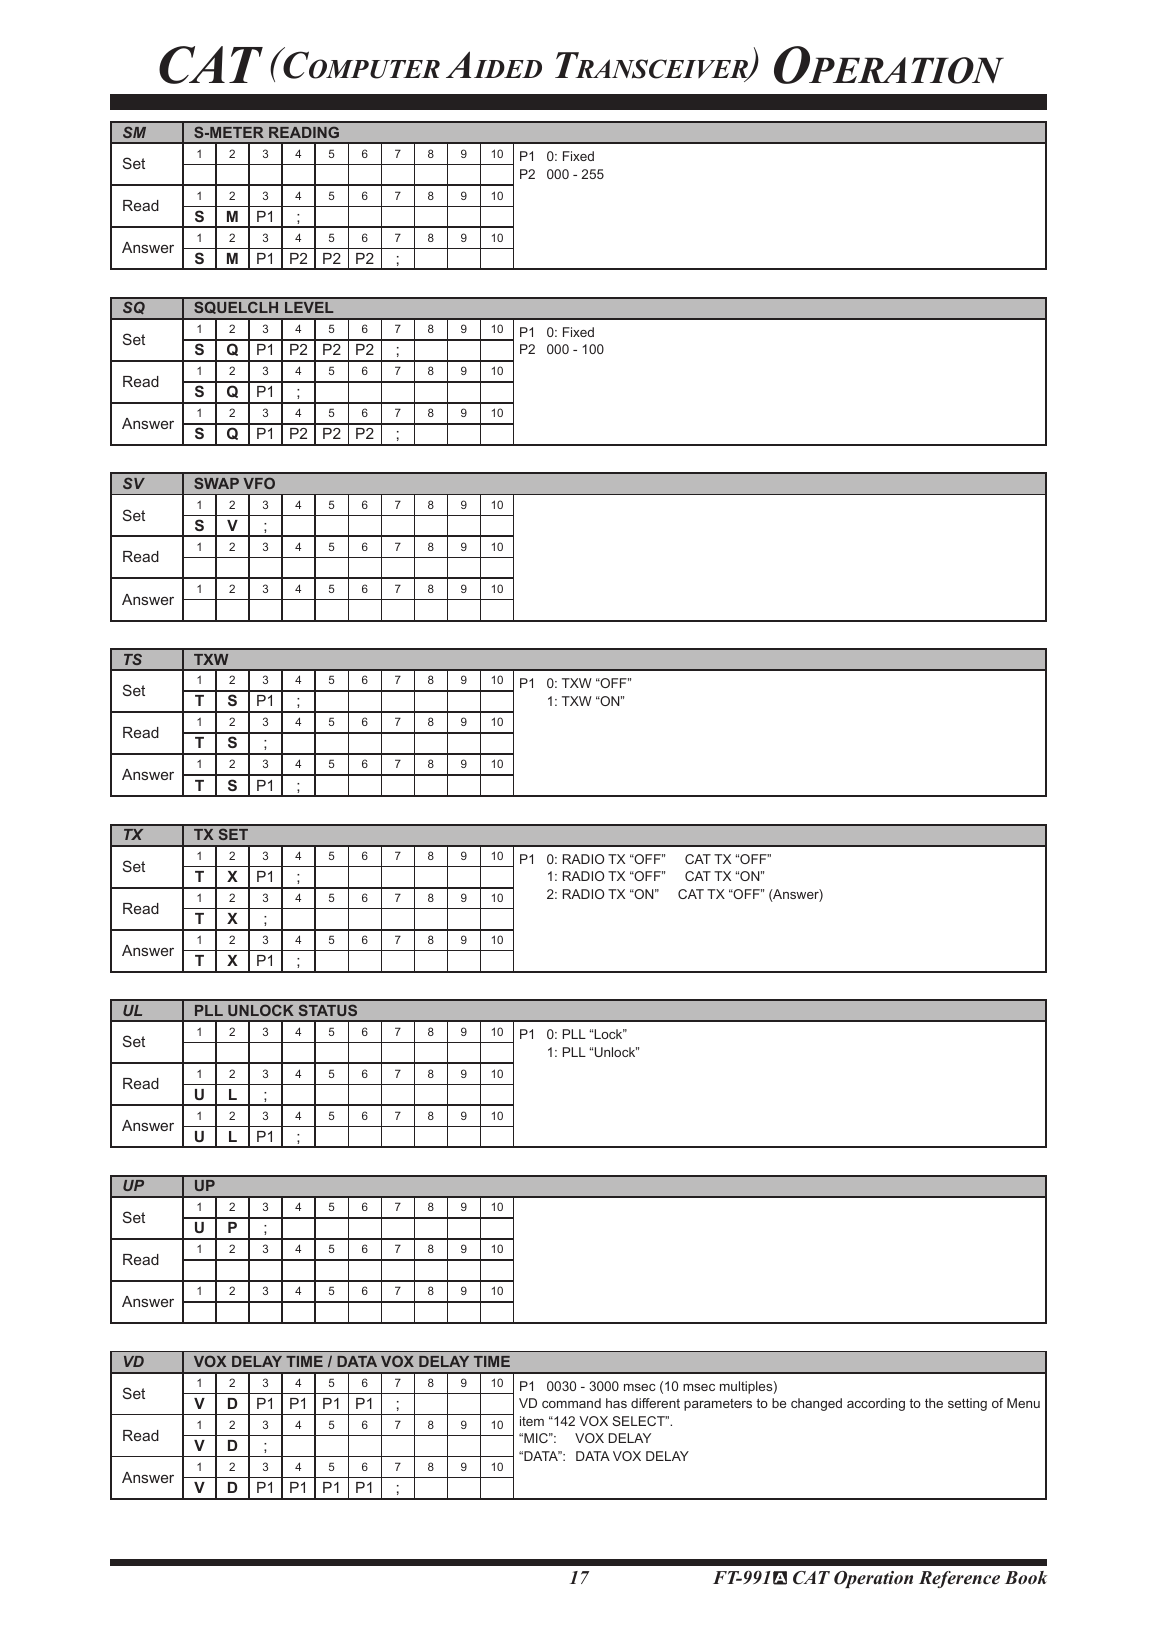 CAT (COMPUTER AIDED TRANSCEIVER) OPERATION
SM S-METER READING
Set 1 2 3 4 5 6 7 8 9 10
P1 0: Fixed
P2 000 - 255
Read 1 2 3 4 5 6 7 8 9 10
S M P1 ;
Answer 1 2 3 4 5 6 7 8 9 10
S M P1 P2 P2 P2 ;
SQ SQUELCLH LEVEL
Set 1 2 3 4 5 6 7 8 9 10
S Q P1 P2 P2 P2 ;
P1 0: Fixed
P2 000 - 100
Read 1 2 3 4 5 6 7 8 9 10
S Q P1 ;
Answer 1 2 3 4 5 6 7 8 9 10
S Q P1 P2 P2 P2 ;
SV SWAP VFO
Set 1 2 3 4 5 6 7 8 9 10
S V ;
Read 1 2 3 4 5 6 7 8 9 10
Answer 1 2 3 4 5 6 7 8 9 10
TS TXW
Set 1 2 3 4 5 6 7 8 9 10
T S P1 ;
P1 0: TXW “OFF”
1: TXW “ON”
Read 1 2 3 4 5 6 7 8 9 10
T S ;
Answer 1 2 3 4 5 6 7 8 9 10
T S P1 ;
TX TX SET
Set 1 2 3 4 5 6 7 8 9 10
T X P1 ;
P1 0: RADIO TX “OFF” CAT TX “OFF”
1: RADIO TX “OFF” CAT TX “ON”
2: RADIO TX “ON” CAT TX “OFF” (Answer)
Read 1 2 3 4 5 6 7 8 9 10
T X ;
Answer 1 2 3 4 5 6 7 8 9 10
T X P1 ;
UL PLL UNLOCK STATUS
Set 1 2 3 4 5 6 7 8 9 10
P1 0: PLL “Lock”
1: PLL “Unlock”
Read 1 2 3 4 5 6 7 8 9 10
U L ;
Answer 1 2 3 4 5 6 7 8 9 10
U L P1 ;
UP UP
Set 1 2 3 4 5 6 7 8 9 10
U P ;
Read 1 2 3 4 5 6 7 8 9 10
Answer 1 2 3 4 5 6 7 8 9 10
VD VOX DELAY TIME / DATA VOX DELAY TIME
Set 1 2 3 4 5 6 7 8 9 10
V D P1 P1 P1 P1 ;
P1 0030 - 3000 msec (10 msec multiples)
VD command has different parameters to be changed according to the setting of Menu
item “142 VOX SELECT”.
“MIC”: VOX DELAY
“DATA”: DATA VOX DELAY
Read 1 2 3 4 5 6 7 8 9 10
V D ;
Answer 1 2 3 4 5 6 7 8 9 10
V D P1 P1 P1 P1 ;
17 FT-991A CAT Operation Reference Book